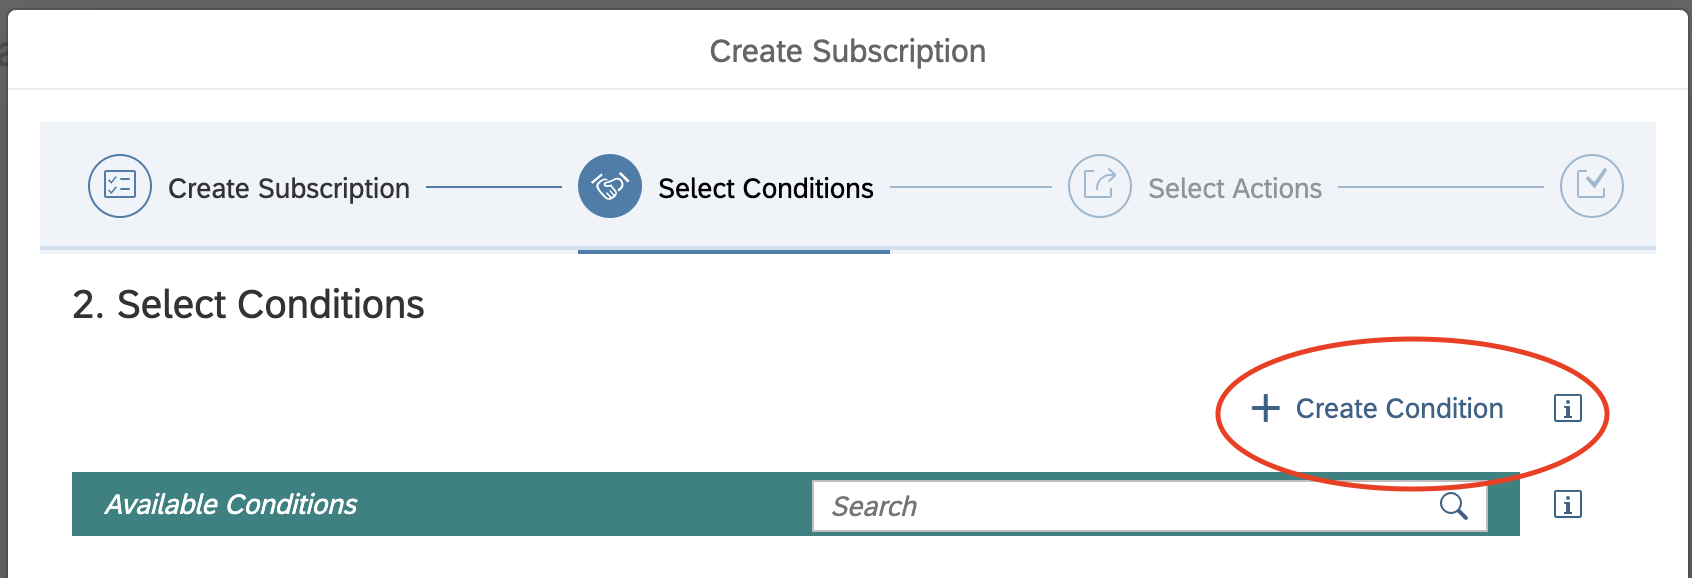 Create Subscription
Create Subscription Select Conditions Select Actions
2. Select Conditions
+ Create Condition
Available Conditions Search